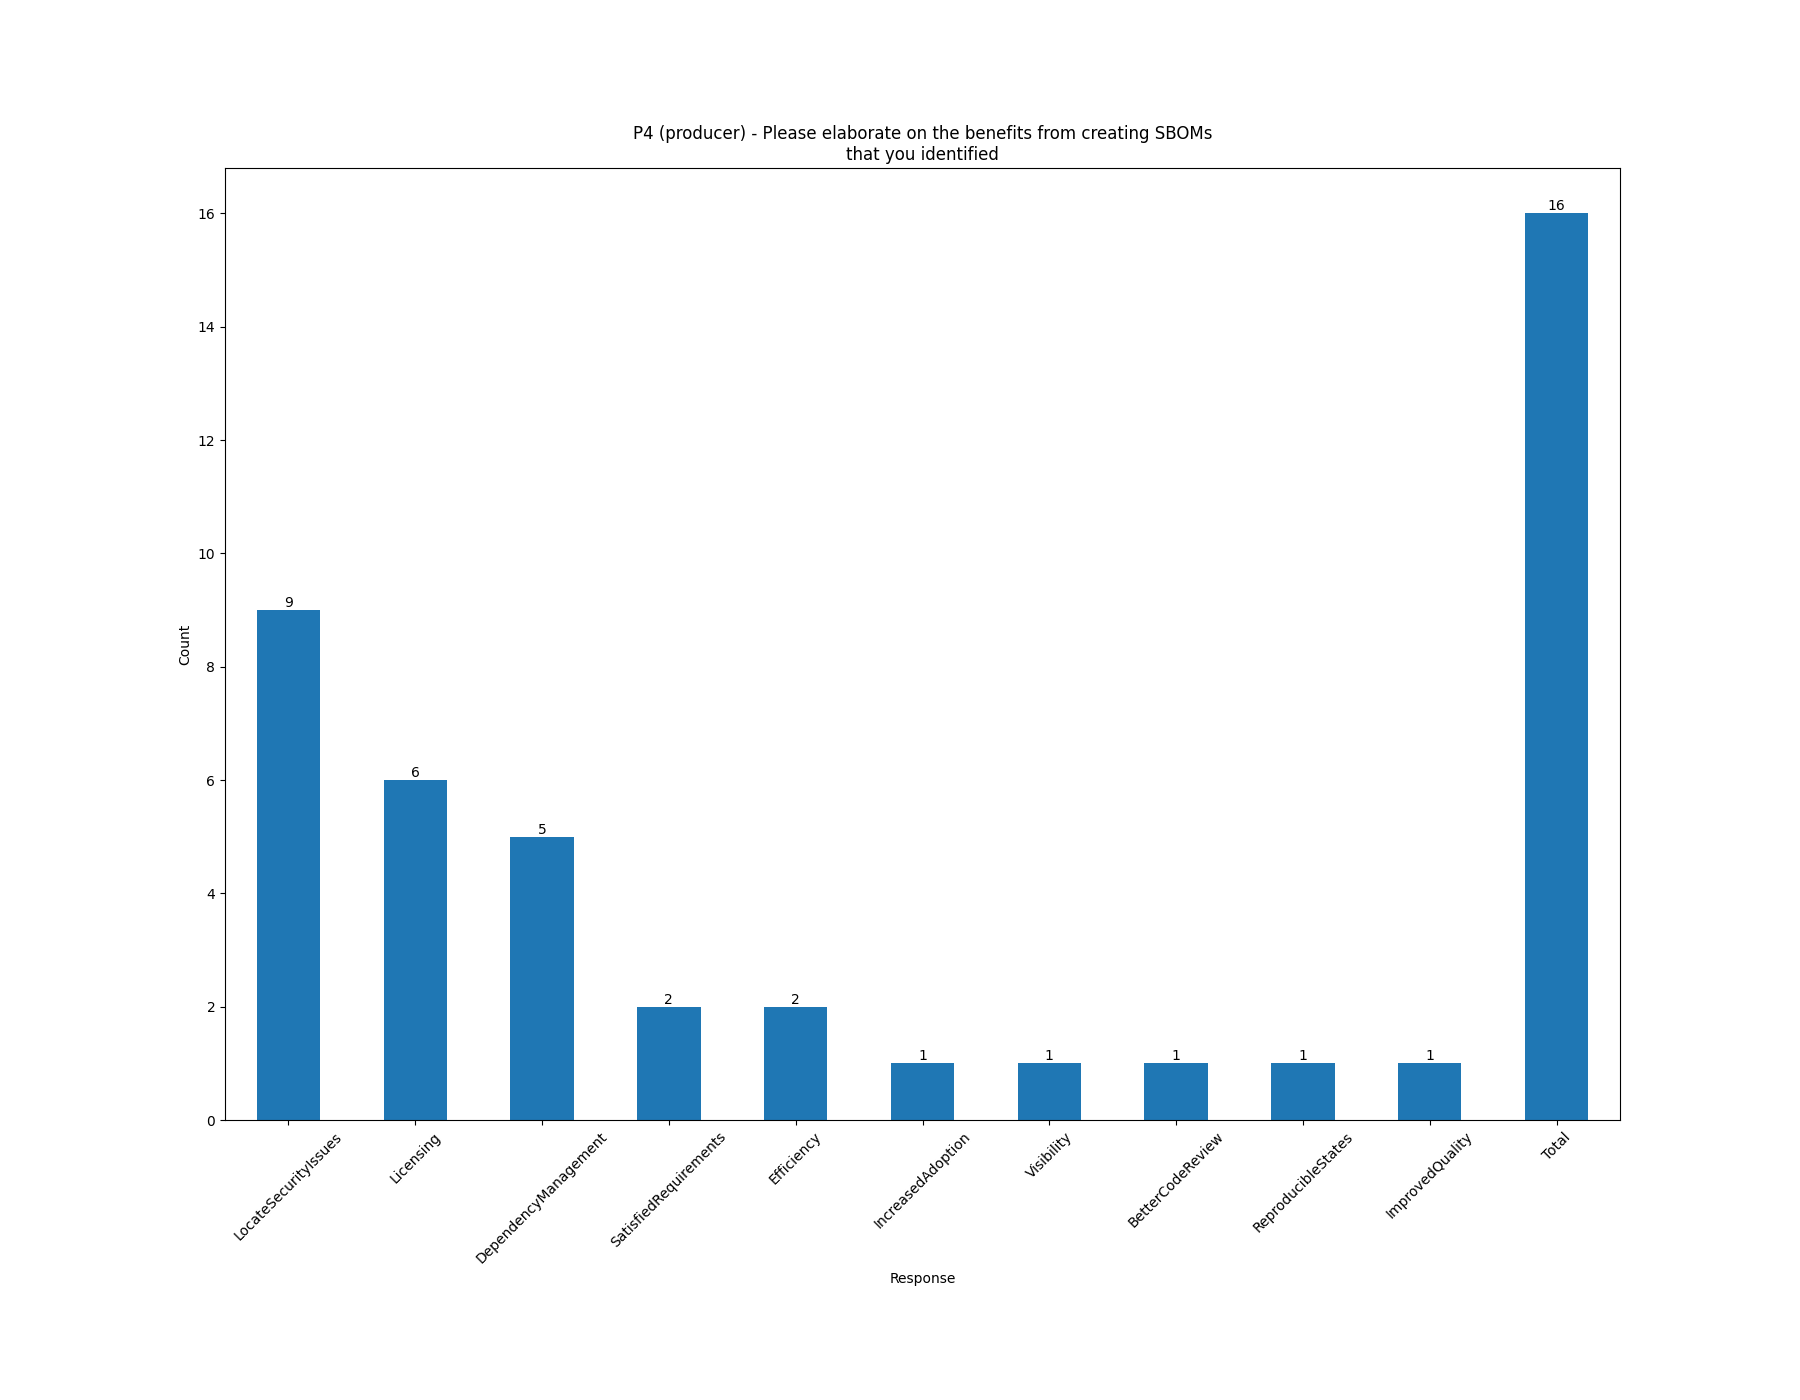 P4 (producer) - Please elaborate on the benefits from creating SBOMs
that you identified
16
14
12
10
8
6
4
2
0
Count
9
6
5
2
2
1
1
1
1
1
16
LocateSecurityIssues
Licensing
DependencyManagement
SatisfiedRequirements
Efficiency
IncreasedAdoption
Visibility
BetterCodeReview
ReproducibleStates
ImprovedQuality
Total
Response